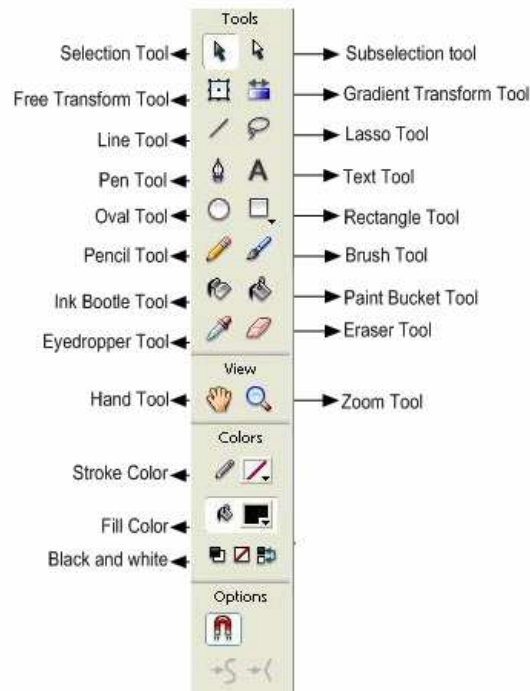 Tools
Selection Tool
Subselection tool
Free Transform Tool
Gradient Transform Tool
Line Tool
Lasso Tool
Pen Tool
Text Tool
Oval Tool
Rectangle Tool
Pencil Tool
Brush Tool
Ink Bootle Tool
Paint Bucket Tool
Eyedropper Tool
Eraser Tool
View
Hand Tool
Zoom Tool
Colors
Stroke Color
Fill Color
Black and white
Options